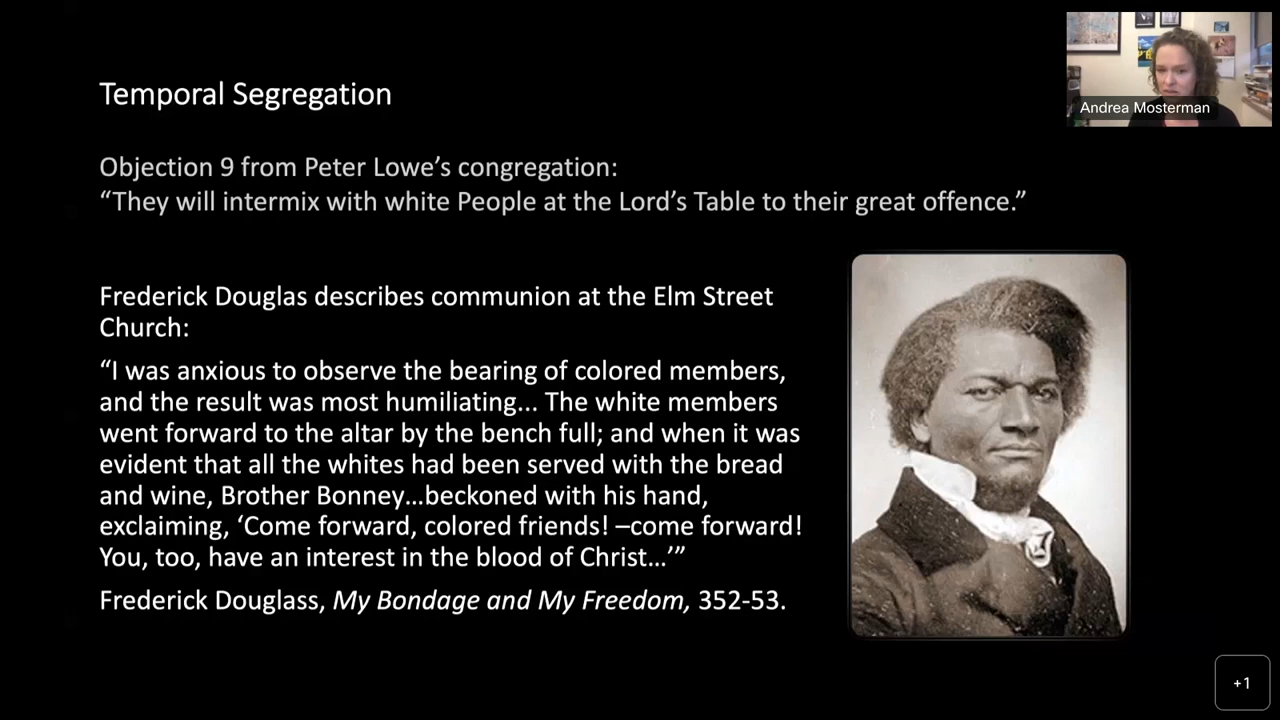 Temporal Segregation
Andrea Mosterman
Objection 9 from Peter Lowe’s congregation:
“They will intermix with white People at the Lord’s Table to their great offence.”
Frederick Douglas describes communion at the Elm Street
Church:
“I was anxious to observe the bearing of colored members,
and the result was most humiliating... The white members
went forward to the altar by the bench full; and when it was
evident that all the whites had been served with the bread
and wine, Brother Bonney…beckoned with his hand,
exclaiming, ‘Come forward, colored friends! –come forward!
You, too, have an interest in the blood of Christ…’”
Frederick Douglass, My Bondage and My Freedom, 352-53.
+1